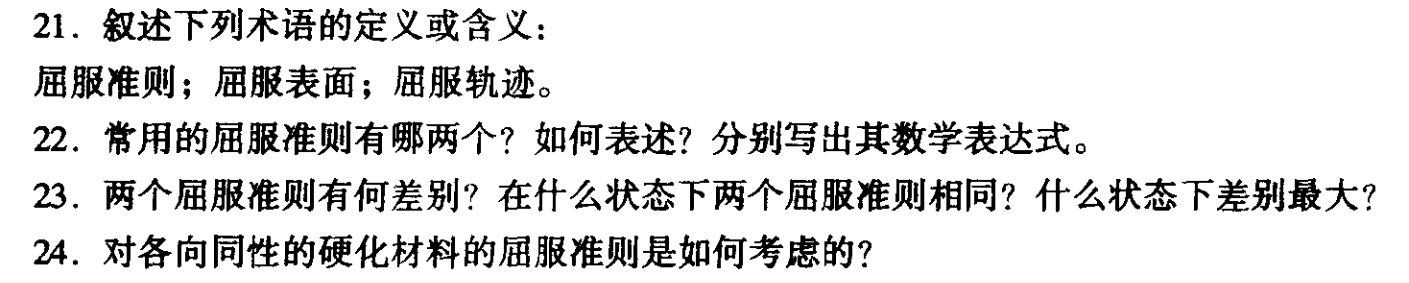 21．叙述下列术语的定义或含义：
屈服准则；屈服表面；屈服轨迹。
22．常用的屈服准则有哪两个？如何表述？分别写出其数学表达式。
23．两个屈服准则有何差别？在什么状态下两个屈服准则相同？什么状态下差别最大？
24．对各向同性的硬化材料的屈服准则是如何考虑的？